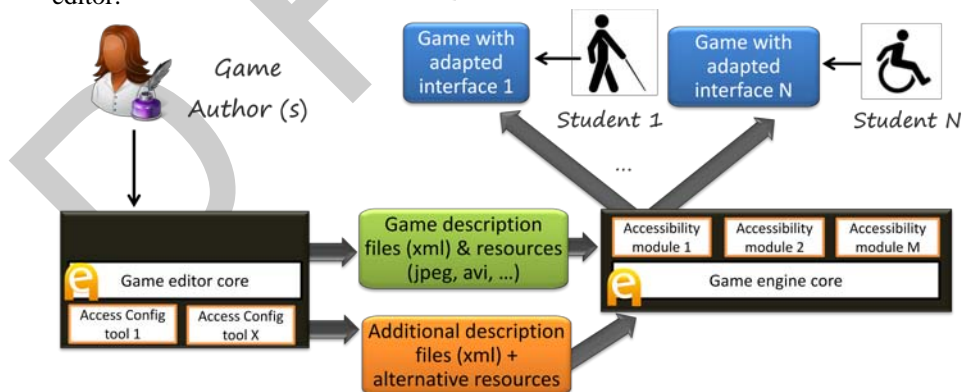 editor.
Game
Author (s)
Game with
adapted
interface 1
Student 1
Game with
adapted
interface N
Student N
...
Game editor core
Access Config
tool 1
Access Config
tool X
Game description
files (xml) & resources
(jpeg, avi, ...)
Additional description
files (xml) +
alternative resources
Accessibility
module 1
Accessibility
module 2
Accessibility
module M
Game engine core